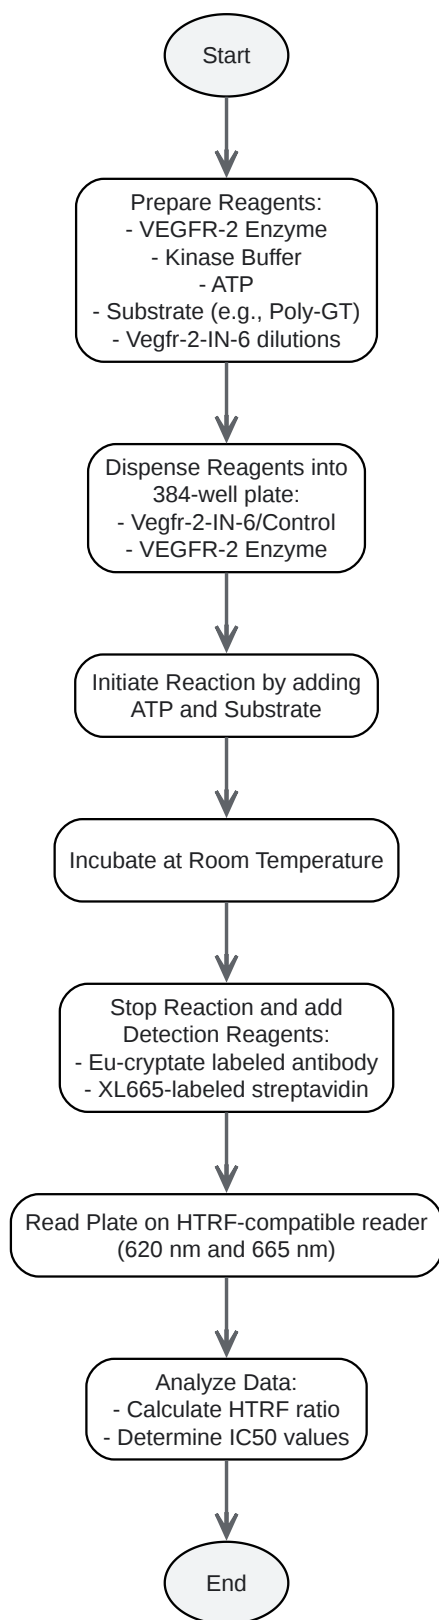 Start
Prepare Reagents:
- VEGFR-2 Enzyme
- Kinase Buffer
- ATP
- Substrate (e.g., Poly-GT)
- Vegfr-2-IN-6 dilutions
Dispense Reagents into
384-well plate:
- Vegfr-2-IN-6/Control
- VEGFR-2 Enzyme
Initiate Reaction by adding
ATP and Substrate
Incubate at Room Temperature
Stop Reaction and add
Detection Reagents:
- Eu-cryptate labeled antibody
- XL665-labeled streptavidin
Read Plate on HTRF-compatible reader
(620 nm and 665 nm)
Analyze Data:
- Calculate HTRF ratio
- Determine IC50 values
End